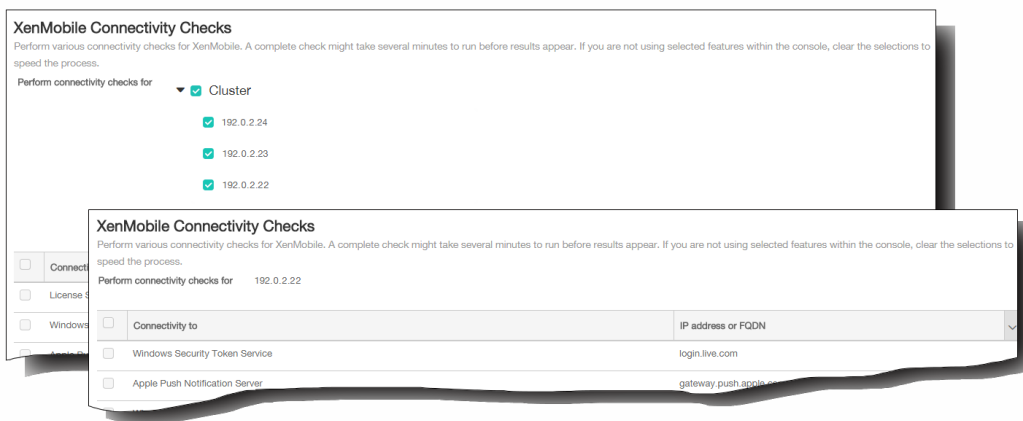 XenMobile Connectivity Checks
Perform various connectivity checks for XenMobile. A complete check might take several minutes to run before results appear. If you are not using selected features within the console, clear the selections to
speed the process.
Perform connectivity checks for
Cluster
192.0.2.24
192.0.2.23
192.0.2.22
License
Windows
XenMobile Connectivity Checks
Perform various connectivity checks for XenMobile. A complete check might take several minutes to run before results appear. If you are not using selected features within the console, clear the selections to
speed the process.
Perform connectivity checks for 192.0.2.22
Connectivity to IP address or FQDN
Windows Security Token Service login.live.com
Apple Push Notification Server gateway.push.apple